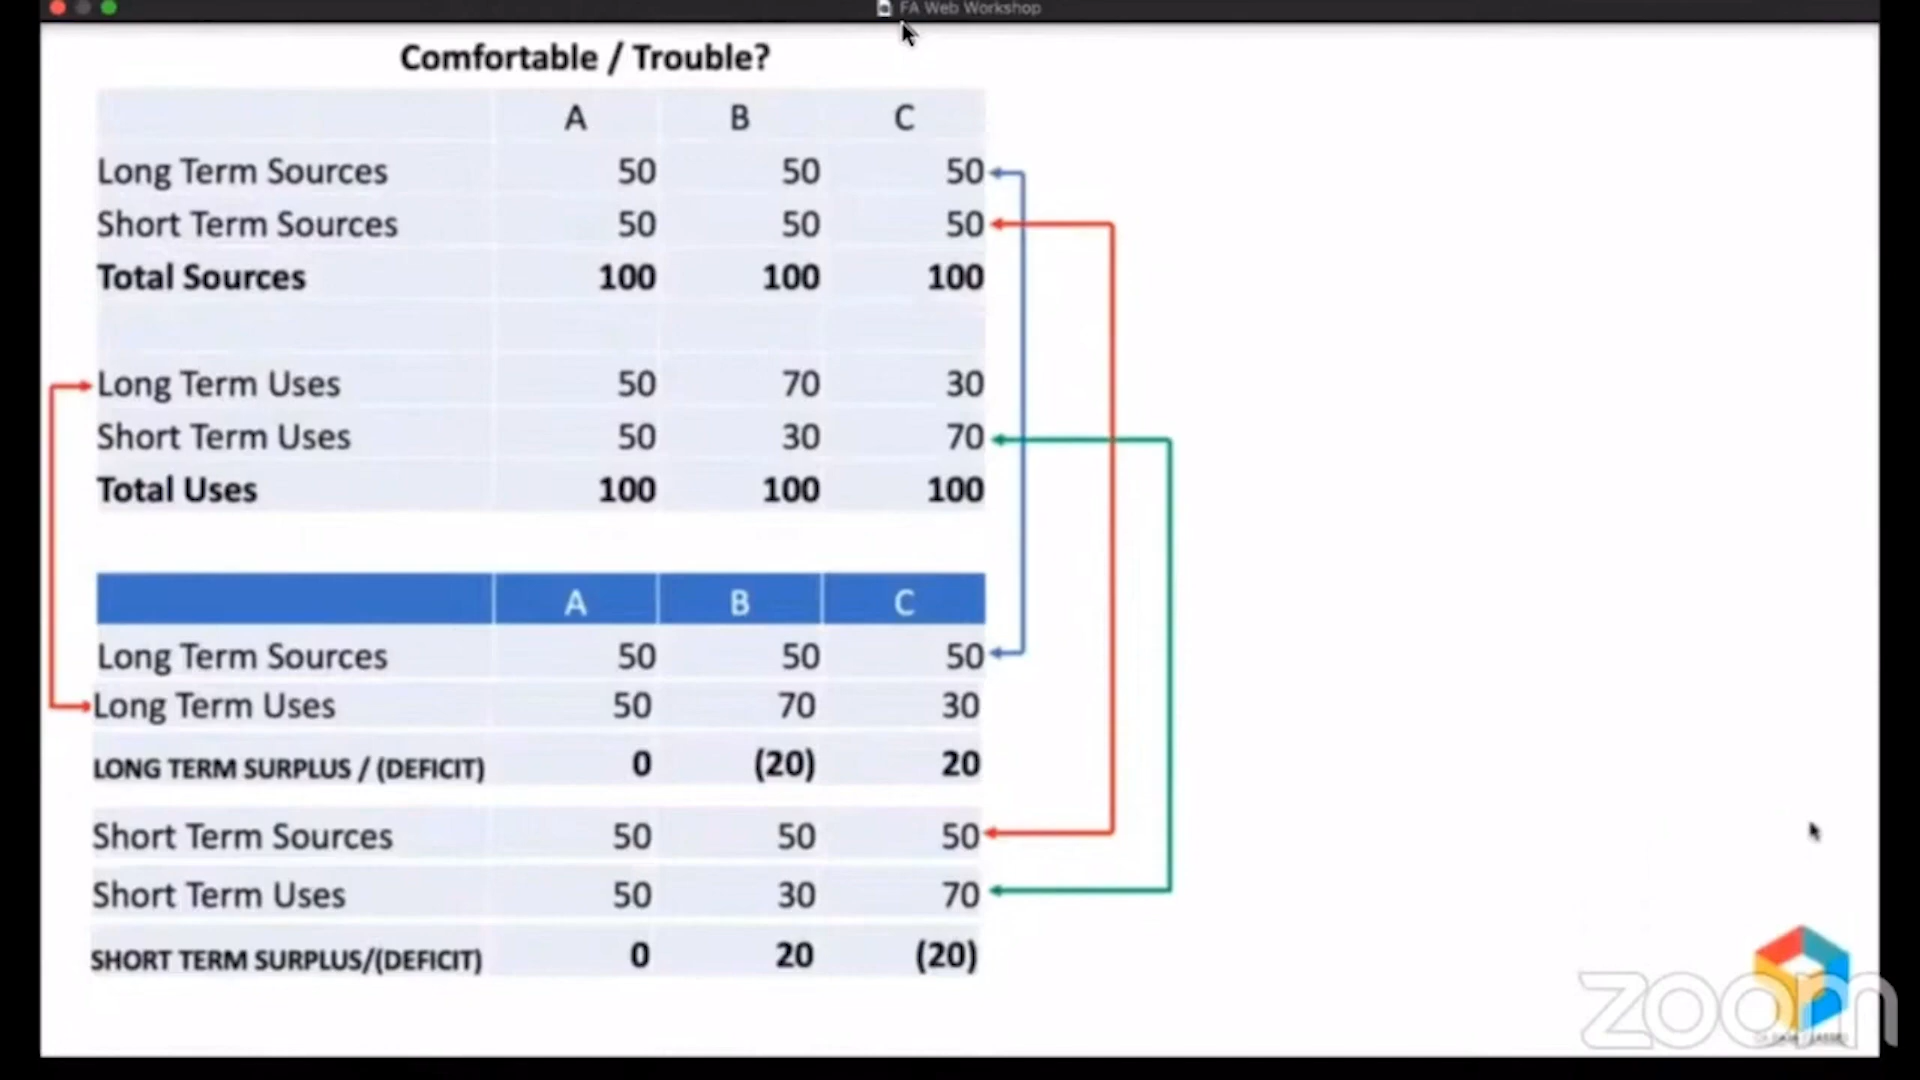 FA Web Workshop
Comfortable / Trouble?
A B C
Long Term Sources 50 50 50
Short Term Sources 50 50 50
Total Sources 100 100 100
Long Term Uses 50 70 30
Short Term Uses 50 30 70
Total Uses 100 100 100
A B C
Long Term Sources 50 50 50
Long Term Uses 50 70 30
LONG TERM SURPLUS / (DEFICIT) 0 (20) 20
Short Term Sources 50 50 50
Short Term Uses 50 30 70
SHORT TERM SURPLUS/(DEFICIT) 0 20 (20)
zoom